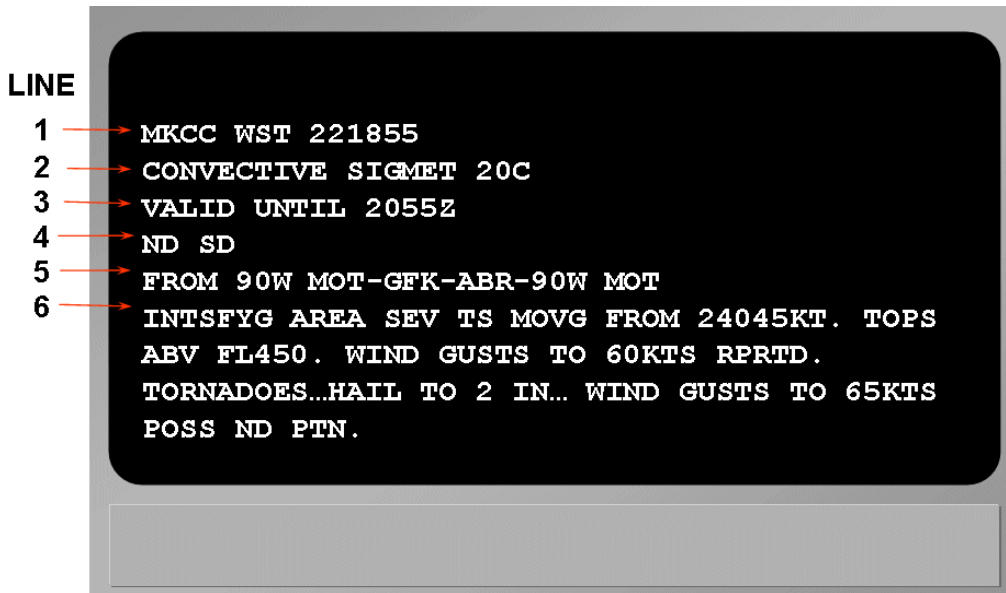 LINE
1 MKCC WST 221855
2 CONVECTIVE SIGMET 20C
3 VALID UNTIL 2055Z
4 ND SD
5 FROM 90W MOT-GFK-ABR-90W MOT
6 INTSFYG AREA SEV TS MOVG FROM 24045KT. TOPS
ABV FL450. WIND GUSTS TO 60KTS RPRTD.
TORNADOES…HAIL TO 2 IN… WIND GUSTS TO 65KTS
POSS ND PTN.